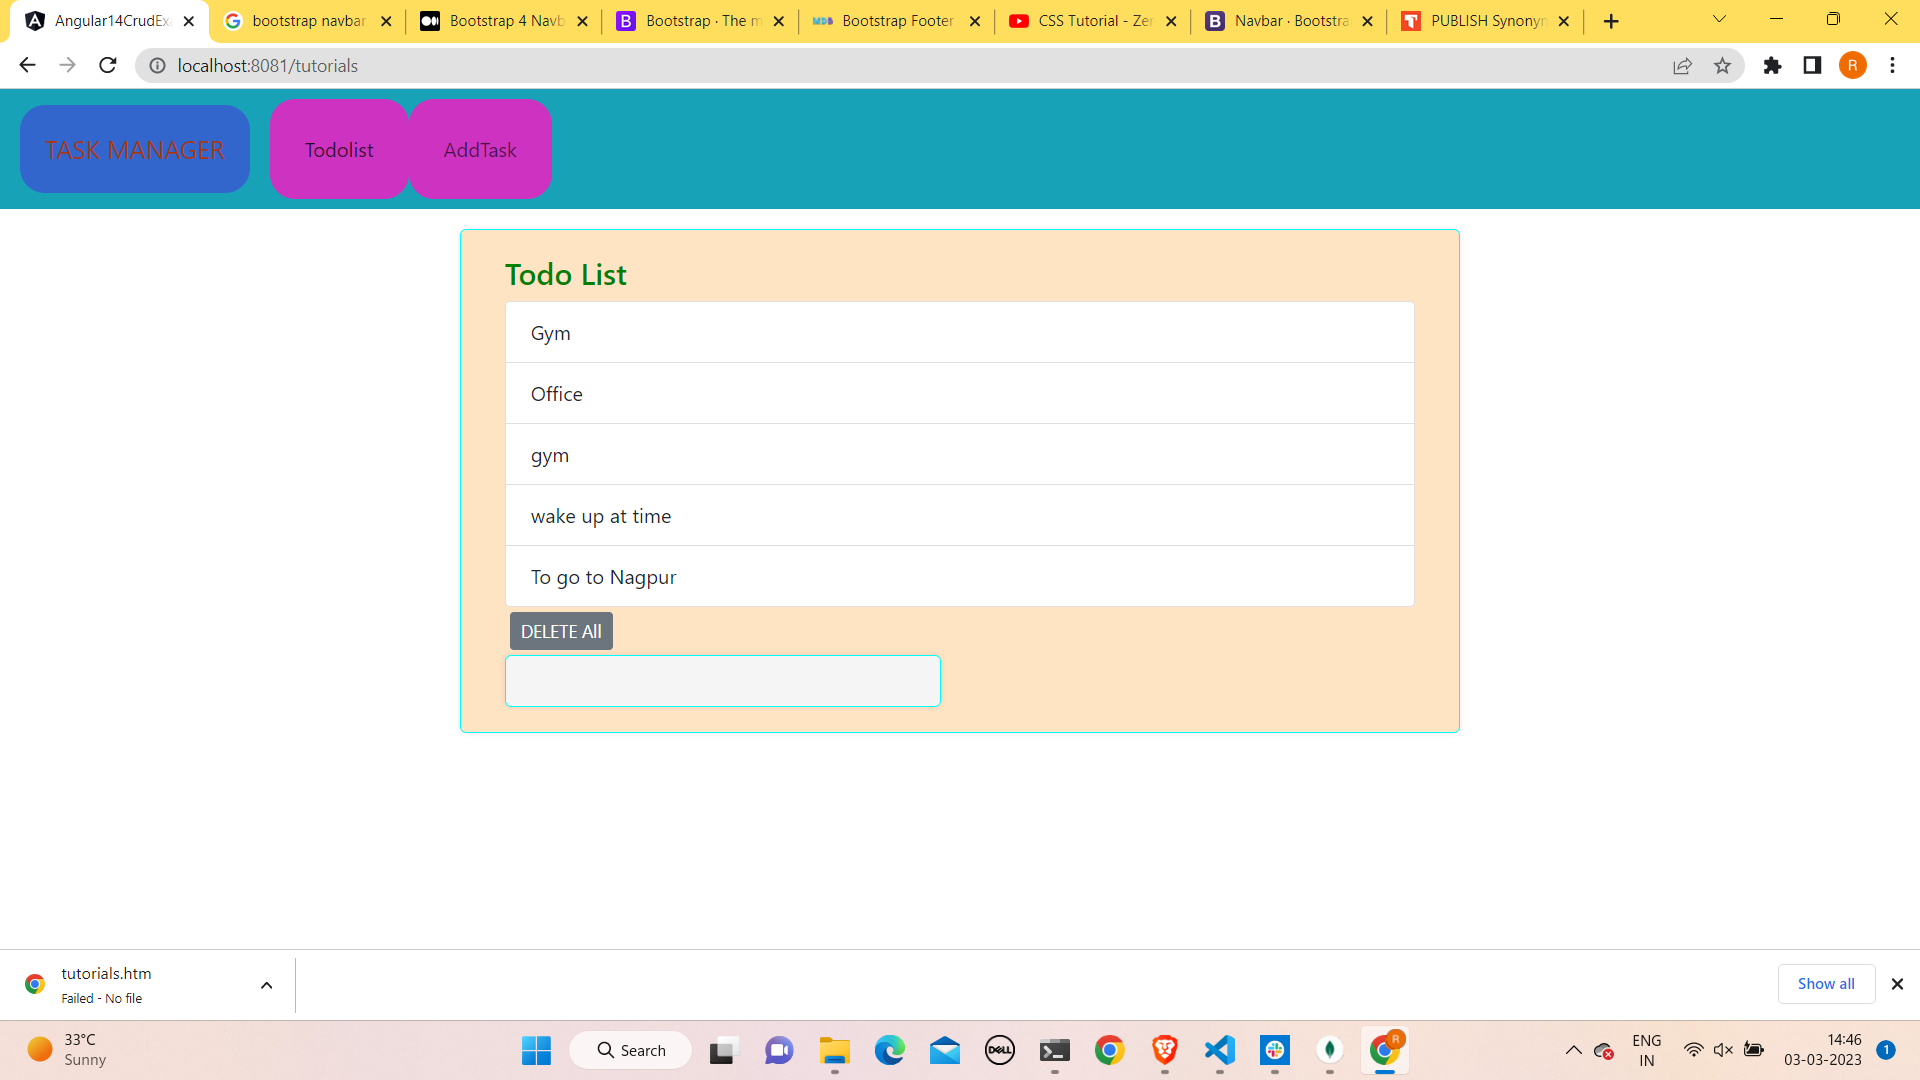 Angular14CrudEx
bootstrap navbar
Bootstrap 4 Navb
Bootstrap · The m
Bootstrap Footer
CSS Tutorial - Zer
Navbar · Bootstra
PUBLISH Synonym
localhost:8081/tutorials
R
TASK MANAGER
Todolist
AddTask
Todo List
Gym
Office
gym
wake up at time
To go to Nagpur
DELETE All
tutorials.htm
Failed - No file
Show all
33°C
Sunny
Search
DELL
R
ENG
IN
14:46
03-03-2023
1